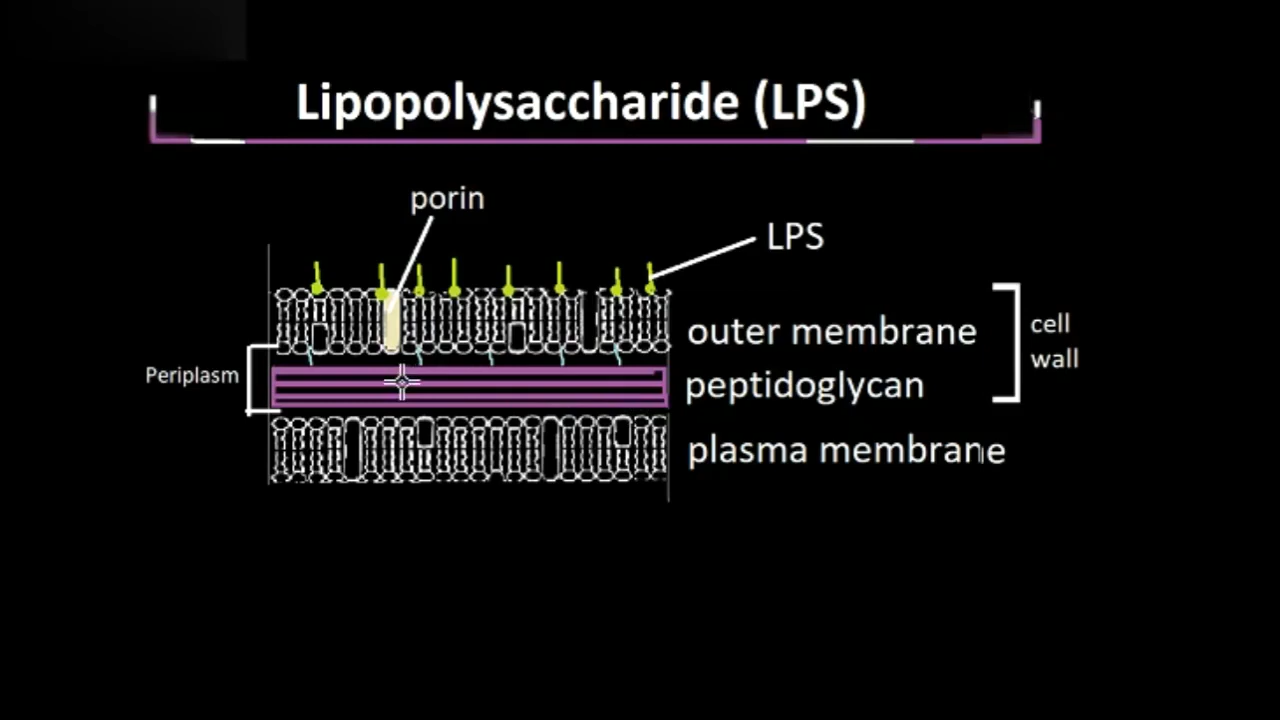 Lipopolysaccharide (LPS)
porin
LPS
outer membrane
cell
wall
Periplasm
peptidoglycan
plasma membrane